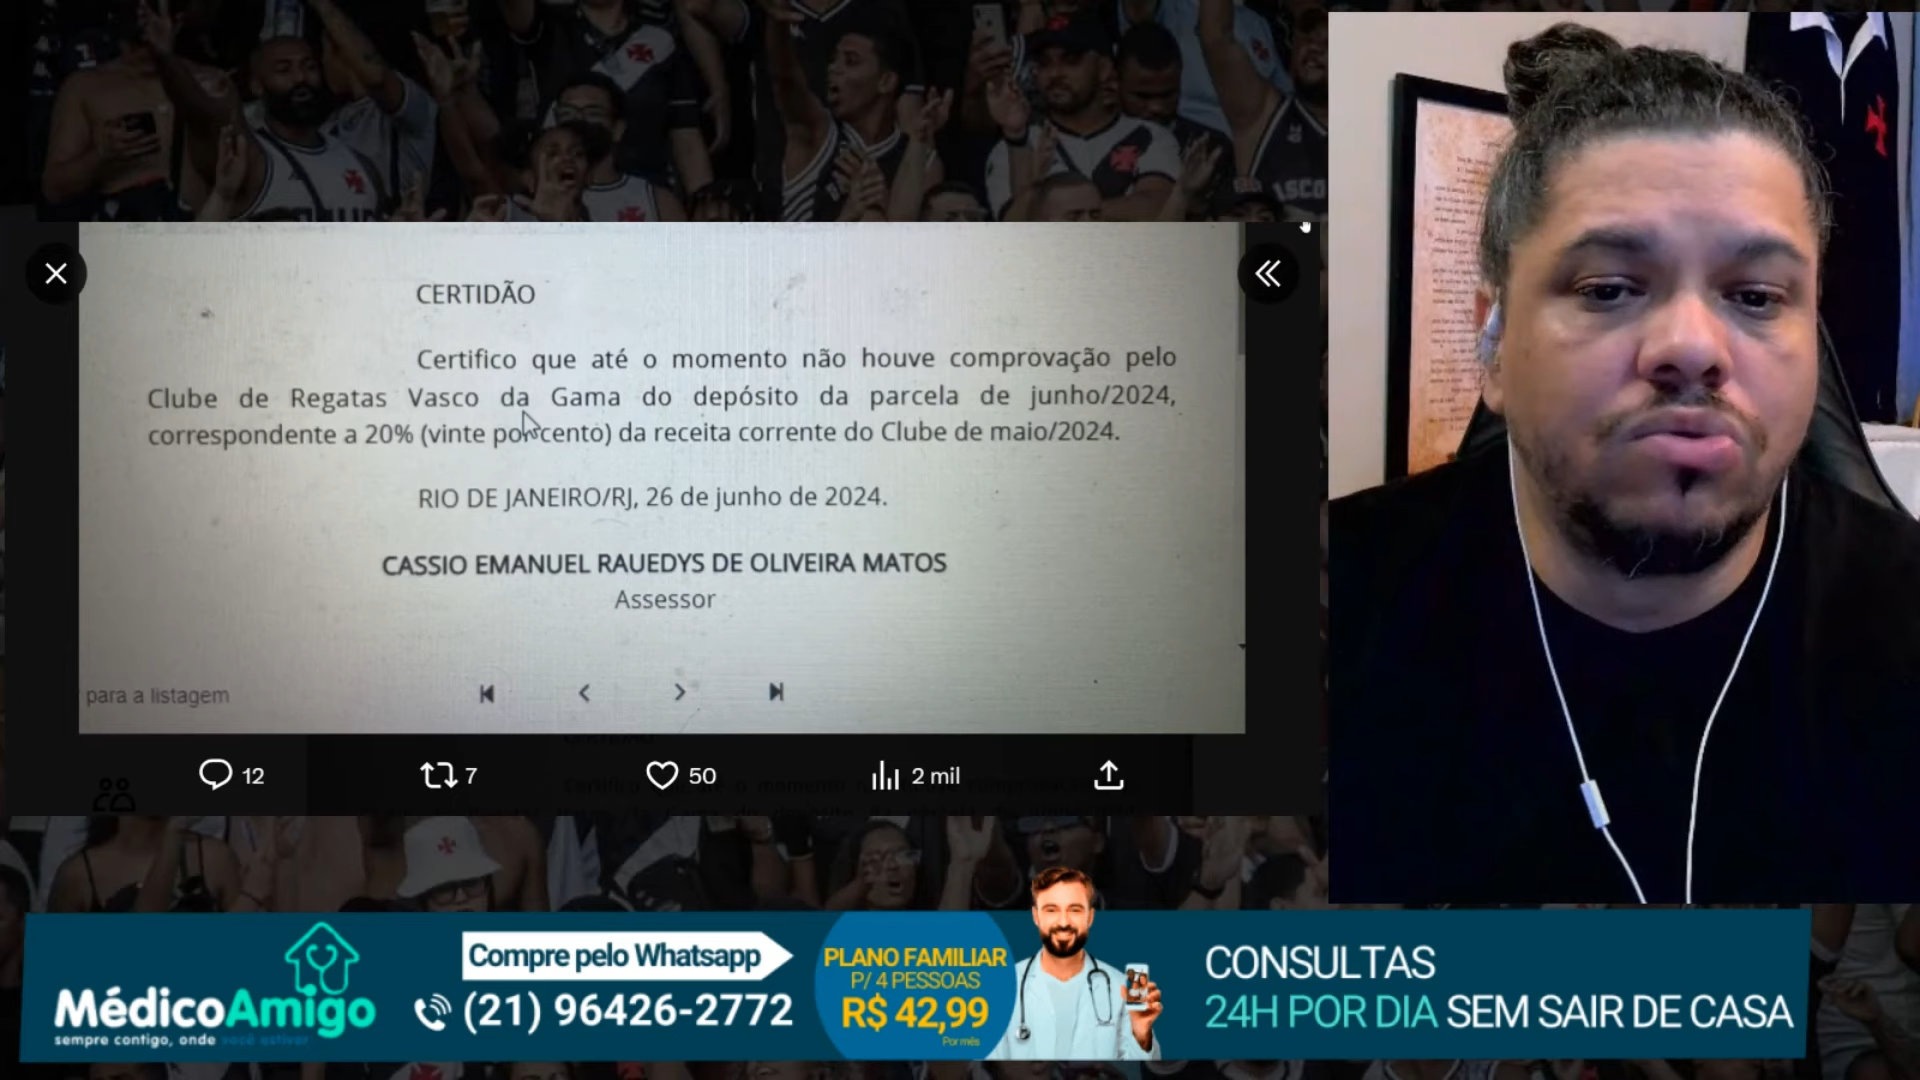 ASCO
CERTIDÃO
Certifico que até o momento não houve comprovação pelo
Clube de Regatas Vasco da Gama do depósito da parcela de junho/2024,
correspondente a 20% (vinte por cento) da receita corrente do Clube de maio/2024.
RIO DE JANEIRO/RJ, 26 de junho de 2024.
CASSIO EMANUEL RAUEDYS DE OLIVEIRA MATOS
Assessor
para a listagem
12
7
50
2 mil
MédicoAmigo
sempre contigo, onde você estiver
Compre pelo Whatsapp
(21) 96426-2772
PLANO FAMILIAR
P/ 4 PESSOAS
R$ 42,99
Por mês
CONSULTAS
24H POR DIA SEM SAIR DE CASA